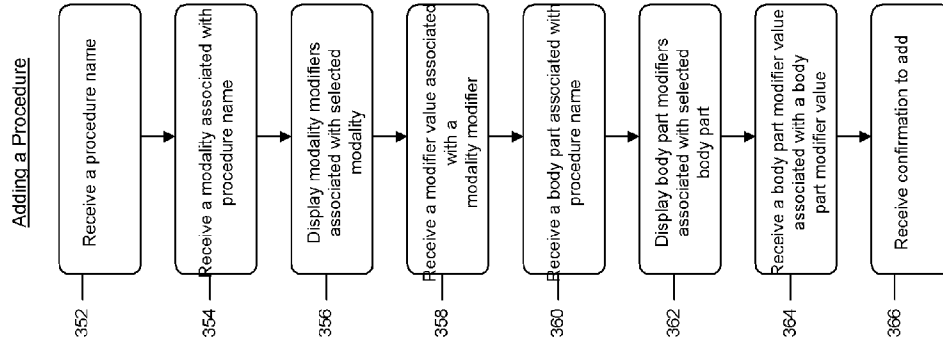 Adding a Procedure
352
Receive a procedure name
354
Receive a modality associated with
procedure name
356
Display modality modifiers
associated with selected
modality
358
Receive a modifier value associated
with a
modality modifier
360
Receive a body part associated with
procedure name
362
Display body part modifiers
associated with selected
body part
364
Receive a body part modifier value
associated with a body
part modifier value
366
Receive confirmation to add